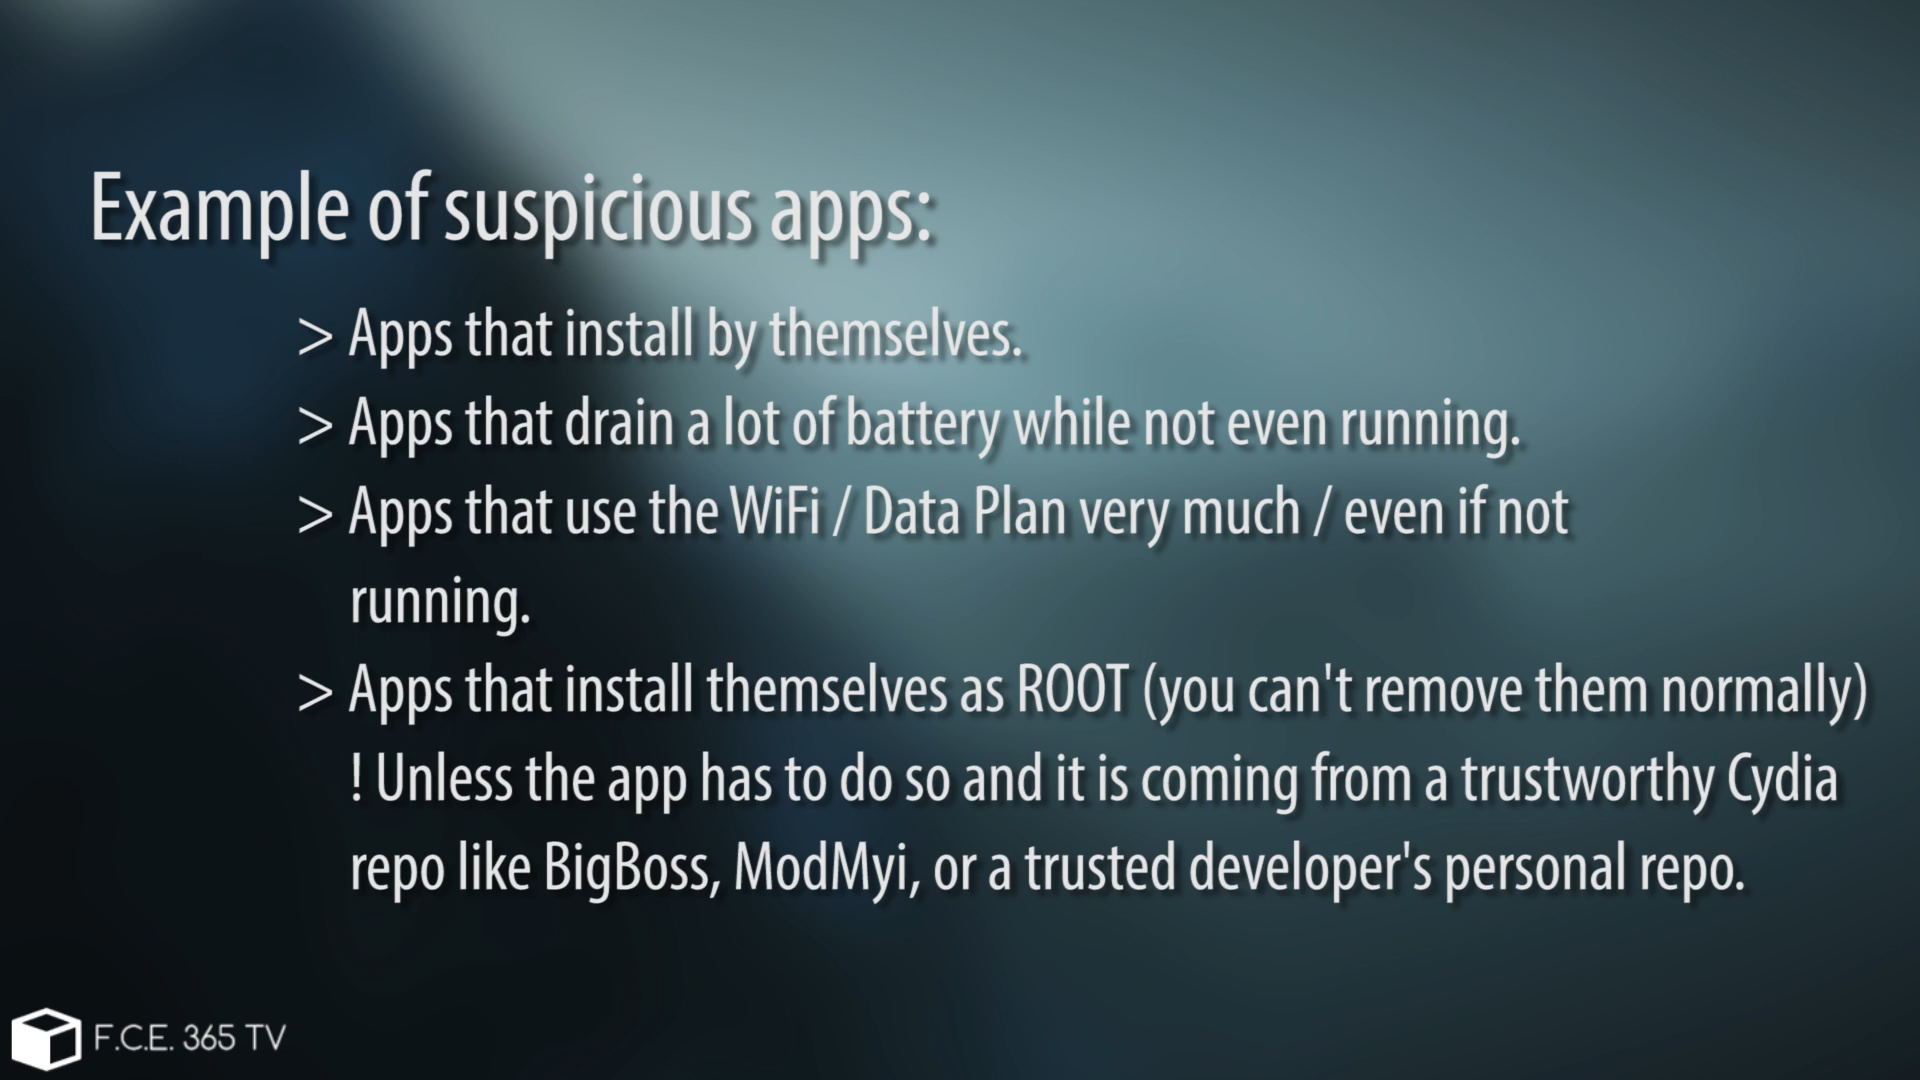 Example of suspicious apps:
> Apps that install by themselves.
> Apps that drain a lot of battery while not even running.
> Apps that use the WiFi / Data Plan very much / even if not
running.
> Apps that install themselves as ROOT (you can't remove them normally)
! Unless the app has to do so and it is coming from a trustworthy Cydia
repo like BigBoss, ModMyi, or a trusted developer's personal repo.
F.C.E. 365 TV